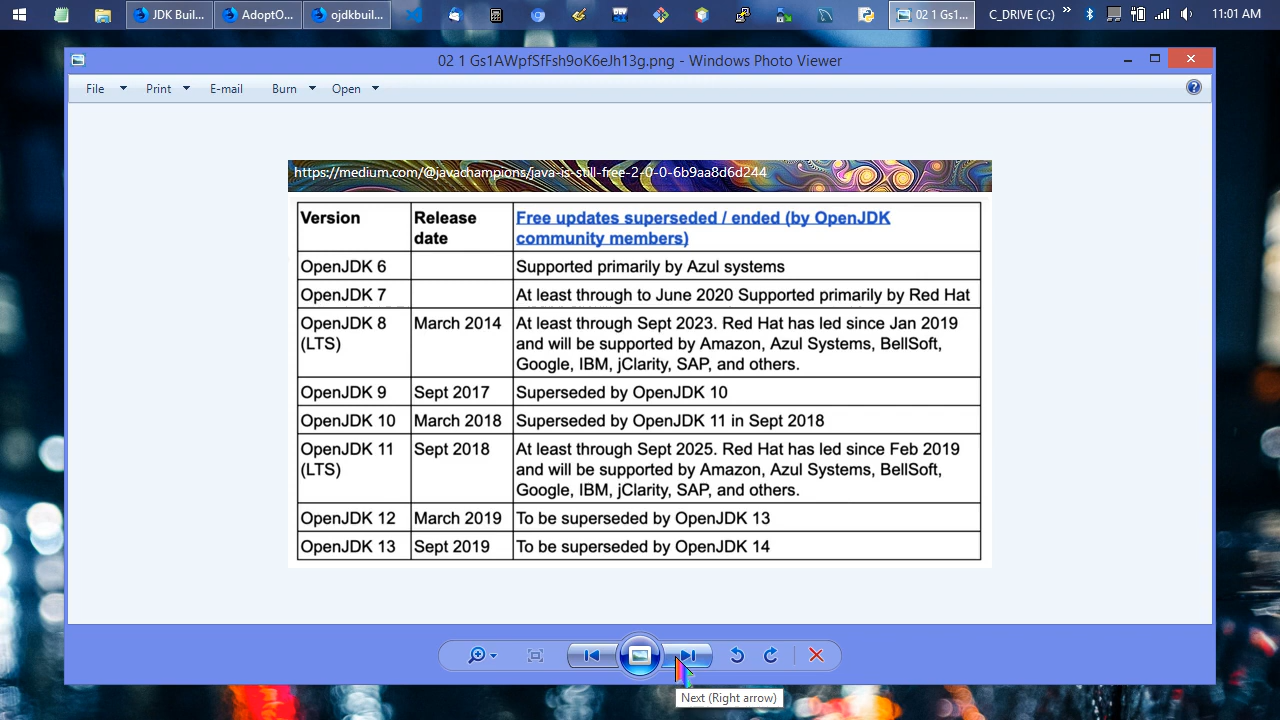 JDK Buil...
AdoptO...
ojdkbuil...
02 1 Gs1...
C_DRIVE (C:)
11:01 AM
02 1 Gs1AWpfSfFsh9oK6eJh13g.png - Windows Photo Viewer
File Print E-mail Burn Open
https://medium.com/@javachampions/java-is-still-free-2-0-0-6b9aa8d6d244
Version
Release
date
Free updates superseded / ended (by OpenJDK
community members)
OpenJDK 6
Supported primarily by Azul systems
OpenJDK 7
At least through to June 2020 Supported primarily by Red Hat
OpenJDK 8
(LTS)
March 2014
At least through Sept 2023. Red Hat has led since Jan 2019
and will be supported by Amazon, Azul Systems, BellSoft,
Google, IBM, jClarity, SAP, and others.
OpenJDK 9
Sept 2017
Superseded by OpenJDK 10
OpenJDK 10
March 2018
Superseded by OpenJDK 11 in Sept 2018
OpenJDK 11
(LTS)
Sept 2018
At least through Sept 2025. Red Hat has led since Feb 2019
and will be supported by Amazon, Azul Systems, BellSoft,
Google, IBM, jClarity, SAP, and others.
OpenJDK 12
March 2019
To be superseded by OpenJDK 13
OpenJDK 13
Sept 2019
To be superseded by OpenJDK 14
Next (Right arrow)